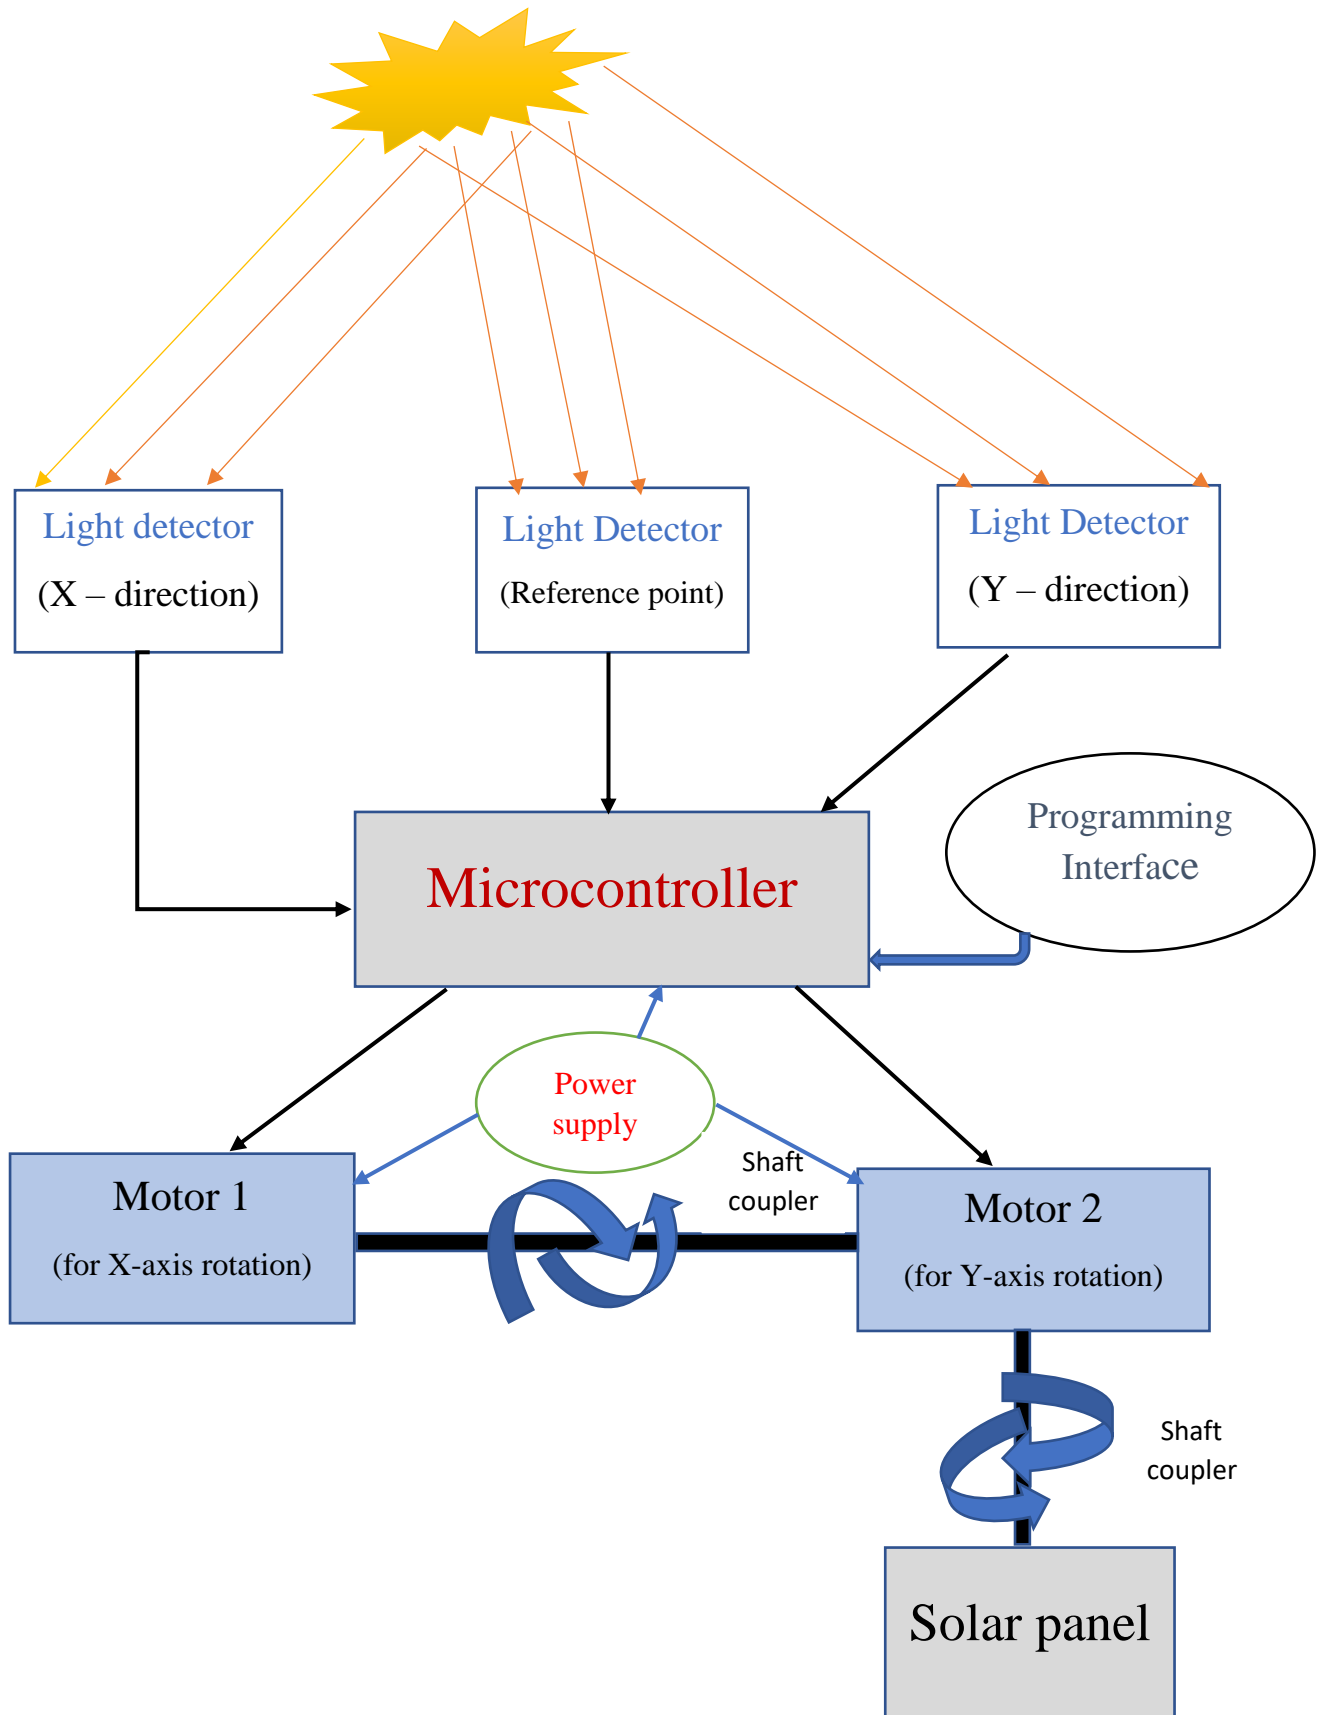 Light detector
(X – direction)
Light Detector
(Reference point)
Light Detector
(Y – direction)
Programming
Interface
Microcontroller
Power
supply
Shaft
coupler
Motor 1
(for X-axis rotation)
Motor 2
(for Y-axis rotation)
Shaft
coupler
Solar panel